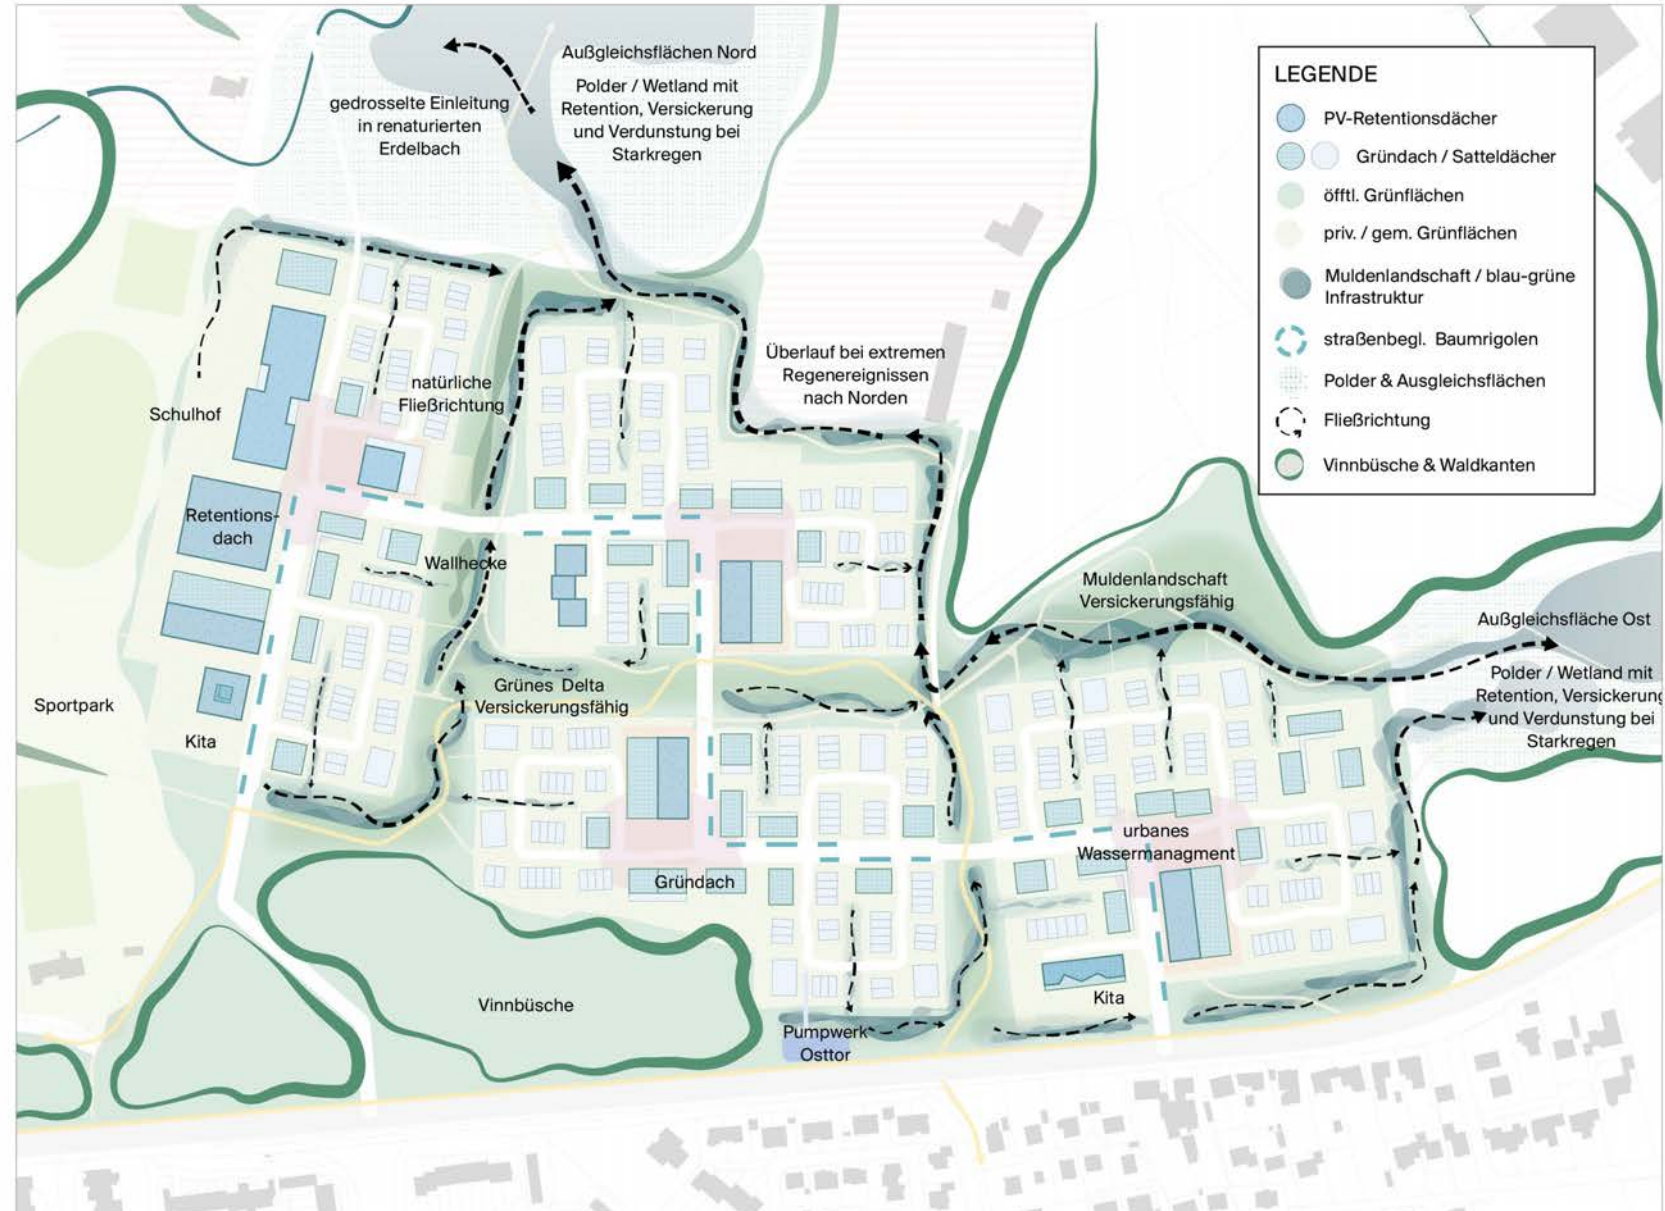 Außgleichsflächen Nord
Polder / Wetland mit
Retention, Versickerung
und Verdunstung bei
Starkregen
gedrosselte Einleitung
in renaturierten
Erdelbach
LEGENDE
PV-Retentionsdächer
Gründach / Satteldächer
öfftl. Grünflächen
priv. / gem. Grünflächen
Muldenlandschaft / blau-grüne
Infrastruktur
straßenbegl. Baumrigolen
Polder & Ausgleichsflächen
Fließrichtung
Vinnbüsche & Waldkanten
Überlauf bei extremen
Regenereignissen
nach Norden
natürliche
Fließrichtung
Schulhof
Retentions-
dach
Wallhecke
Muldenlandschaft
Versickerungsfähig
Außgleichsfläche Ost
Polder / Wetland mit
Retention, Versickerung
und Verdunstung bei
Starkregen
Grünes Delta
Versickerungsfähig
Sportpark
Kita
urbanes
Wassermanagment
Gründach
Vinnbüsche
Kita
Pumpwerk
Osttor